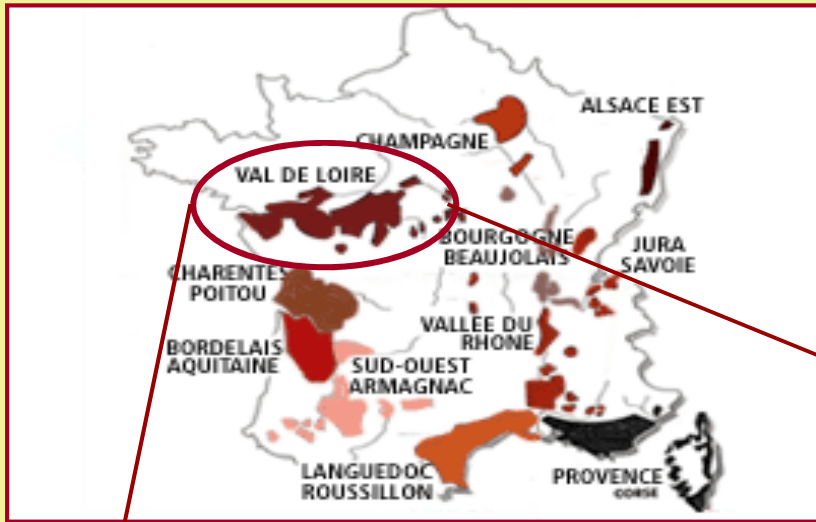 ALSACE EST
CHAMPAGNE
VAL DE LOIRE
BOURGOGNE
BEAUJOLAIS
JURA
SAVOIE
CHARENTES
POITOU
VALLEE DU
RHONE
BORDELAIS
AQUITAINE
SUD-OUEST
ARMAGNAC
LANGUEDOC
ROUSSILLON
PROVENCE
CORSE